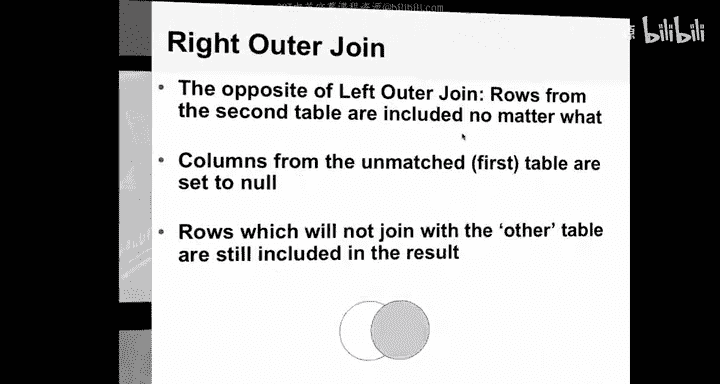 bilibili
Right Outer Join
• The opposite of Left Outer Join: Rows from
the second table are included no matter what
• Columns from the unmatched (first) table are
set to null
• Rows which will not join with the ‘other’ table
are still included in the result